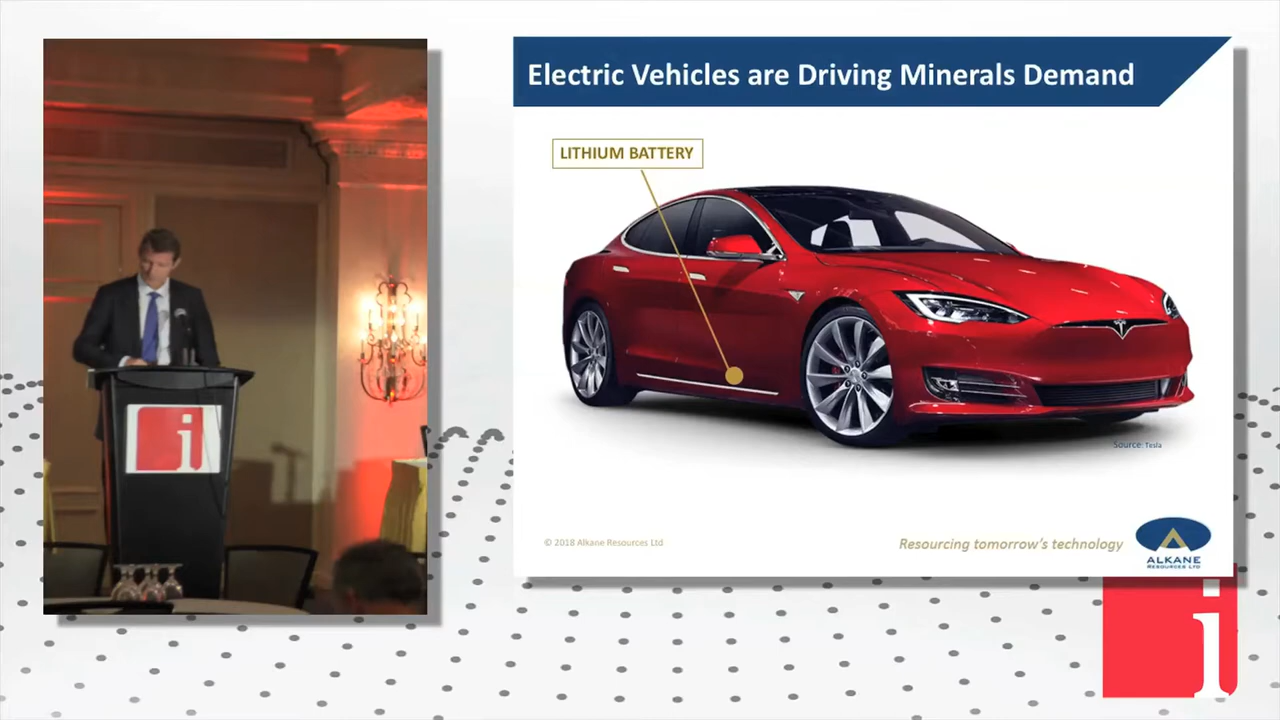 Electric Vehicles are Driving Minerals Demand
LITHIUM BATTERY
Source: Tesla
© 2018 Alkane Resources Ltd
Resourcing tomorrow's technology
ALKANE
RESOURCES LTD
i
i